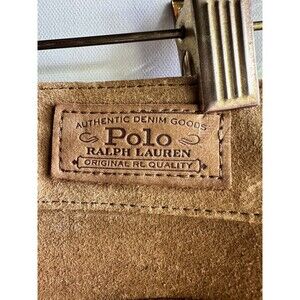 AUTHENTIC DENIM GOODS
Polo
RALPH LAUREN
ORIGINAL RL QUALITY